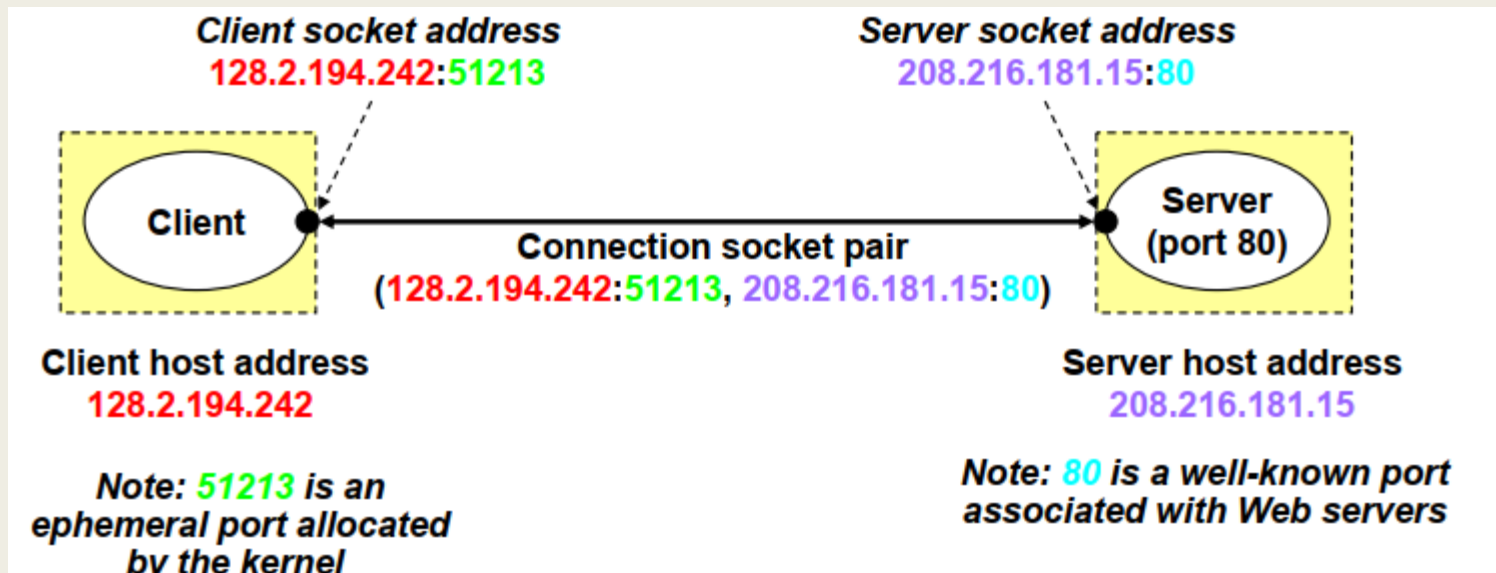 Client socket address
128.2.194.242:51213
Server socket address
208.216.181.15:80
Client
Server
(port 80)
Connection socket pair
(128.2.194.242:51213, 208.216.181.15:80)
Client host address
128.2.194.242
Server host address
208.216.181.15
Note: 51213 is an
ephemeral port allocated
by the kernel
Note: 80 is a well-known port
associated with Web servers